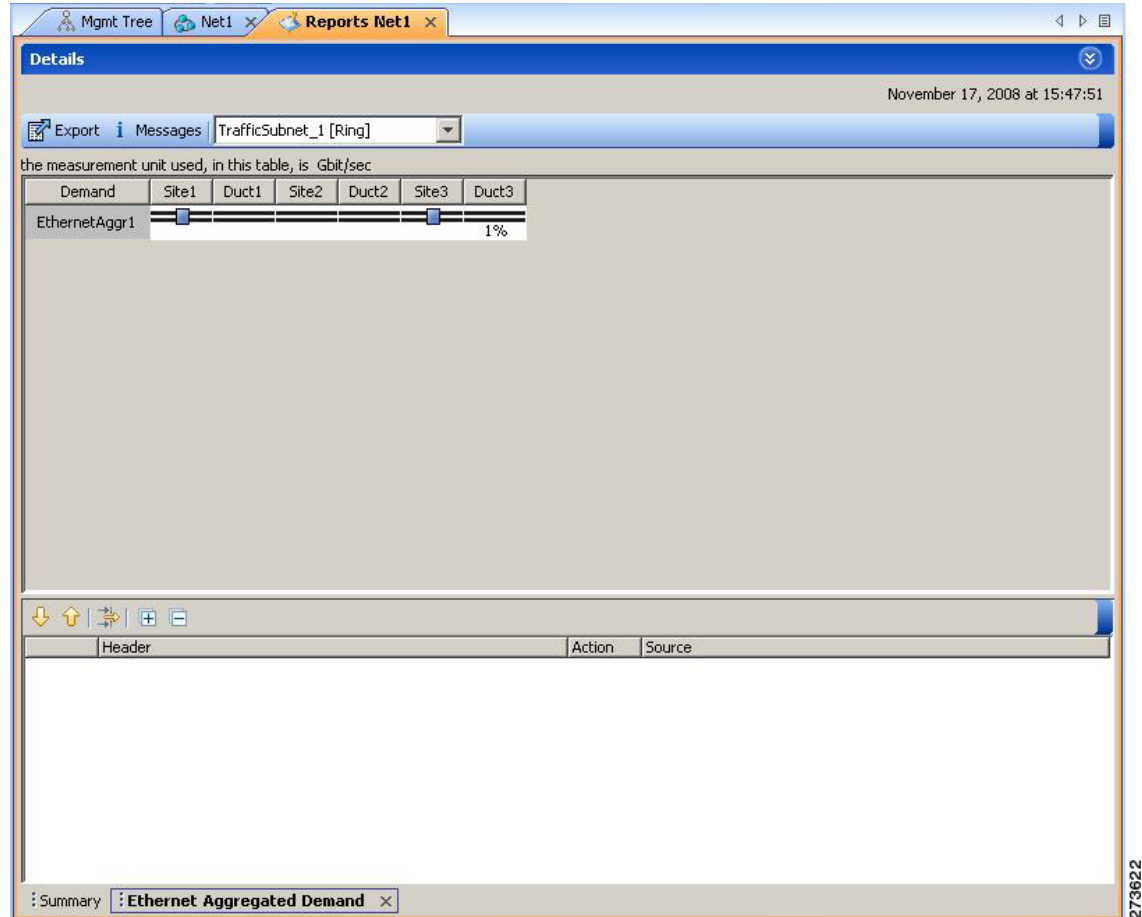 Mgmt Tree Net1 Reports Net1
Details
November 17, 2008 at 15:47:51
Export i Messages TrafficSubnet_1 [Ring]
the measurement unit used, in this table, is Gbit/sec
Demand Site1 Duct1 Site2 Duct2 Site3 Duct3
EthernetAggr1
1%
Header Action Source
Summary Ethernet Aggregated Demand
273622